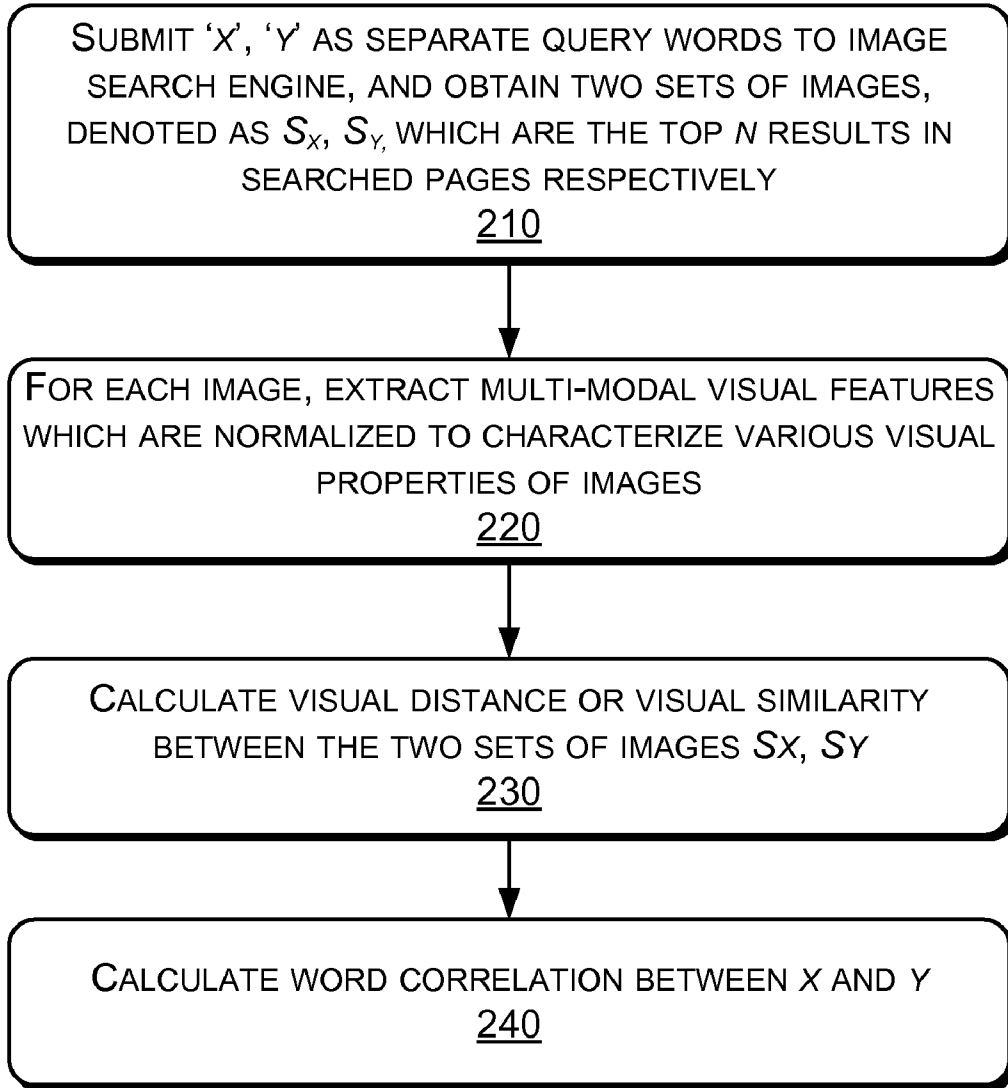 SUBMIT ‘X’, ‘Y’ AS SEPARATE QUERY WORDS TO IMAGE
SEARCH ENGINE, AND OBTAIN TWO SETS OF IMAGES,
DENOTED AS SX, SY, WHICH ARE THE TOP N RESULTS IN
SEARCHED PAGES RESPECTIVELY
210
FOR EACH IMAGE, EXTRACT MULTI-MODAL VISUAL FEATURES
WHICH ARE NORMALIZED TO CHARACTERIZE VARIOUS VISUAL
PROPERTIES OF IMAGES
220
CALCULATE VISUAL DISTANCE OR VISUAL SIMILARITY
BETWEEN THE TWO SETS OF IMAGES SX, SY
230
CALCULATE WORD CORRELATION BETWEEN X AND Y
240